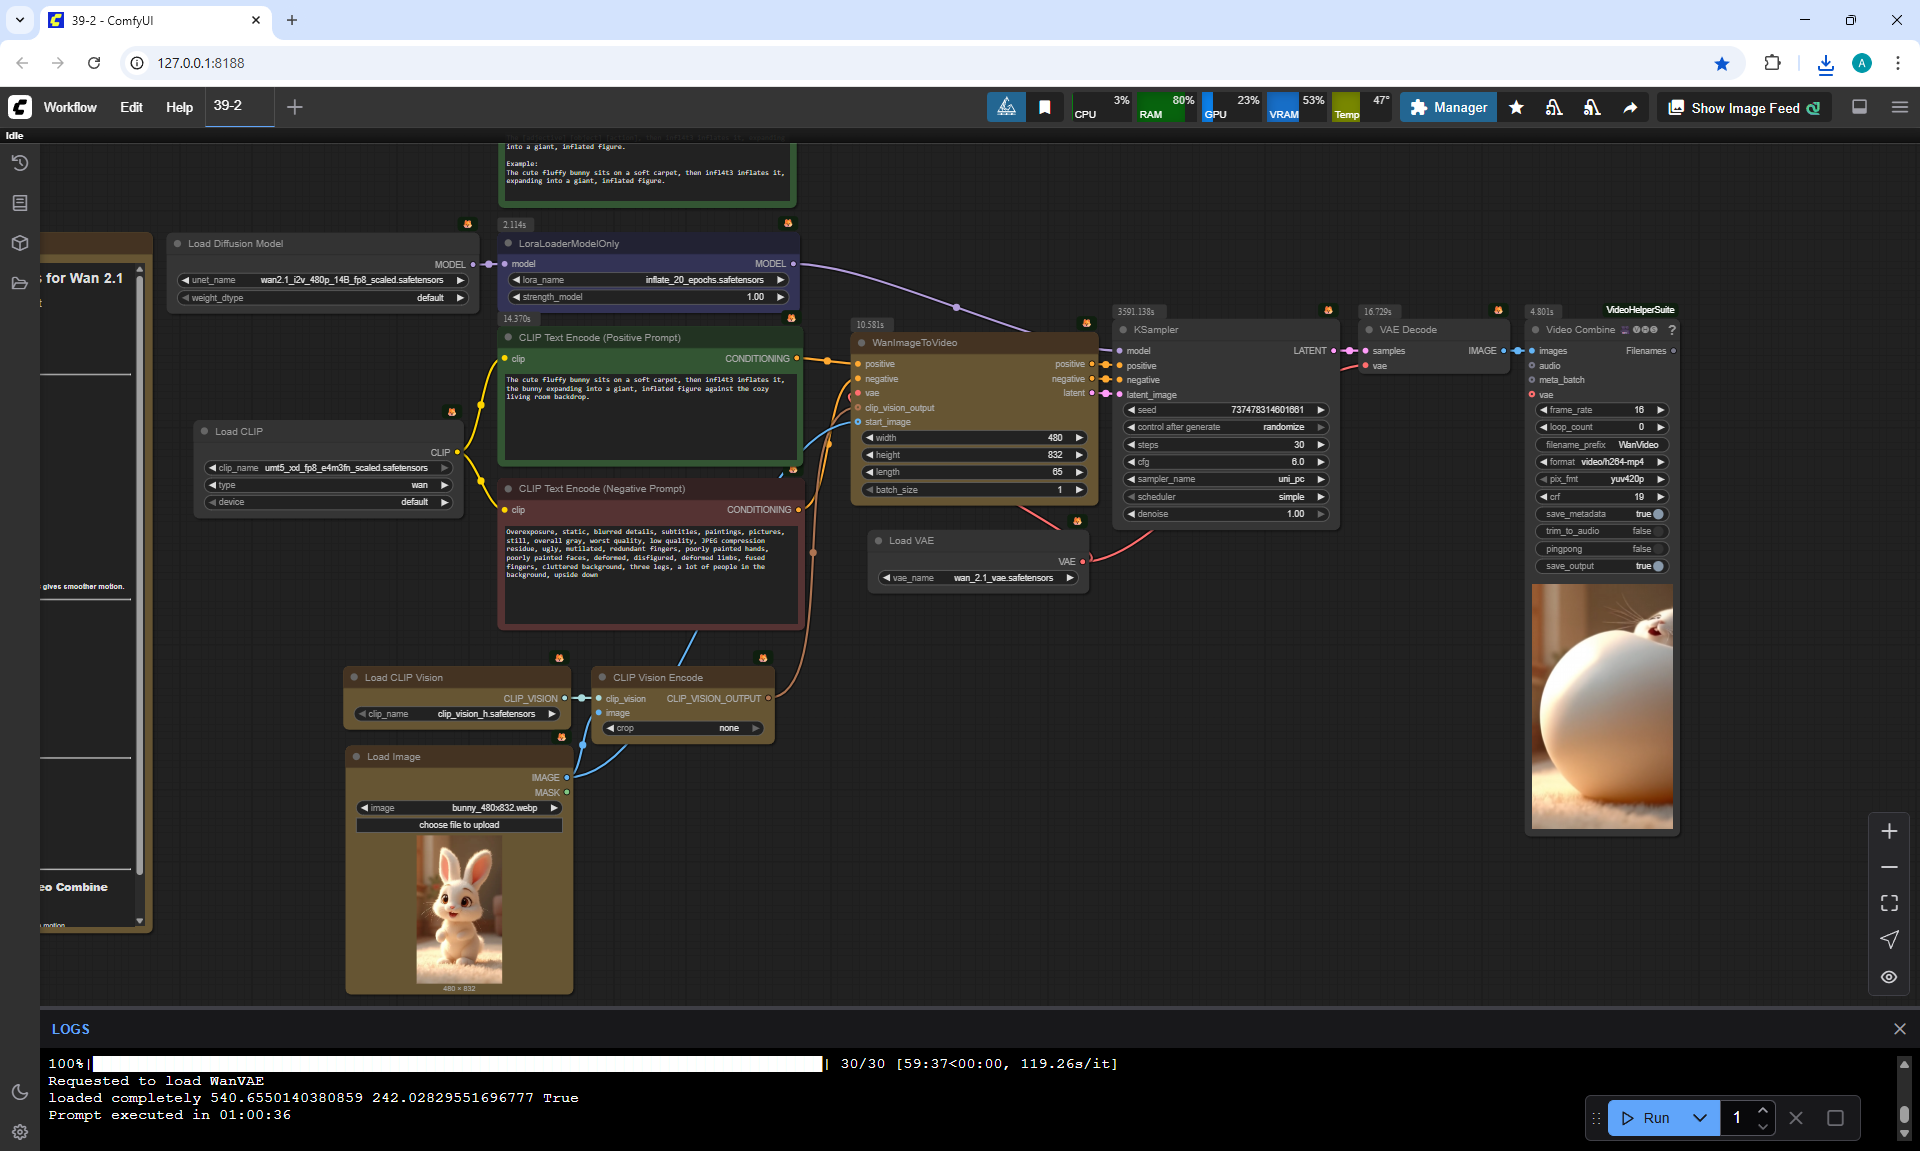 39-2 - ComfyUI
127.0.0.1:8188
A
Workflow
Edit
Help
39-2
CPU 3%
RAM 80%
GPU 23%
VRAM 53%
Temp 47°
Manager
Show Image Feed
Idle
into a giant, inflated figure.
Example:
The cute fluffy bunny sits on a soft carpet, then infl4t3 inflates it,
expanding into a giant, inflated figure.
s for Wan 2.1
t
gives smoother motion.
eo Combine
motion.
Load Diffusion Model
MODEL
unet_name wan2.1_i2v_480p_14B_fp8_scaled.safetensors
weight_dtype default
2.114s
LoraLoaderModelOnly
model MODEL
lora_name inflate_20_epochs.safetensors
strength_model 1.00
14.370s
CLIP Text Encode (Positive Prompt)
clip CONDITIONING
The cute fluffy bunny sits on a soft carpet, then infl4t3 inflates it,
the bunny expanding into a giant, inflated figure against the cozy
living room backdrop.
Load CLIP
CLIP
clip_name umt5_xxl_fp8_e4m3fn_scaled.safetensors
type wan
device default
CLIP Text Encode (Negative Prompt)
clip CONDITIONING
Overexposure, static, blurred details, subtitles, paintings, pictures,
still, overall gray, worst quality, low quality, JPEG compression
residue, ugly, mutilated, redundant fingers, poorly painted hands,
poorly painted faces, deformed, disfigured, deformed limbs, fused
fingers, cluttered background, three legs, a lot of people in the
background, upside down
10.581s
WanImageToVideo
positive positive
negative negative
vae latent
clip_vision_output
start_image
width 480
height 832
length 65
batch_size 1
Load VAE
VAE
vae_name wan_2.1_vae.safetensors
3591.138s
KSampler
model LATENT
positive
negative
latent_image
seed 737478314601661
control after generate randomize
steps 30
cfg 6.0
sampler_name uni_pc
scheduler simple
denoise 1.00
16.729s
VAE Decode
samples IMAGE
vae
4.801s
VideoHelperSuite
Video Combine ?
images Filenames
audio
meta_batch
vae
frame_rate 16
loop_count 0
filename_prefix WanVideo
format video/h264-mp4
pix_fmt yuv420p
crf 19
save_metadata true
trim_to_audio false
pingpong false
save_output true
Load CLIP Vision
CLIP_VISION
clip_name clip_vision_h.safetensors
CLIP Vision Encode
clip_vision CLIP_VISION_OUTPUT
image
crop none
Load Image
IMAGE
MASK
image bunny_480x832.webp
choose file to upload
480 × 832
LOGS
100%| | 30/30 [59:37<00:00, 119.26s/it]
Requested to load WanVAE
loaded completely 540.6550140380859 242.02829551696777 True
Prompt executed in 01:00:36
Run
1